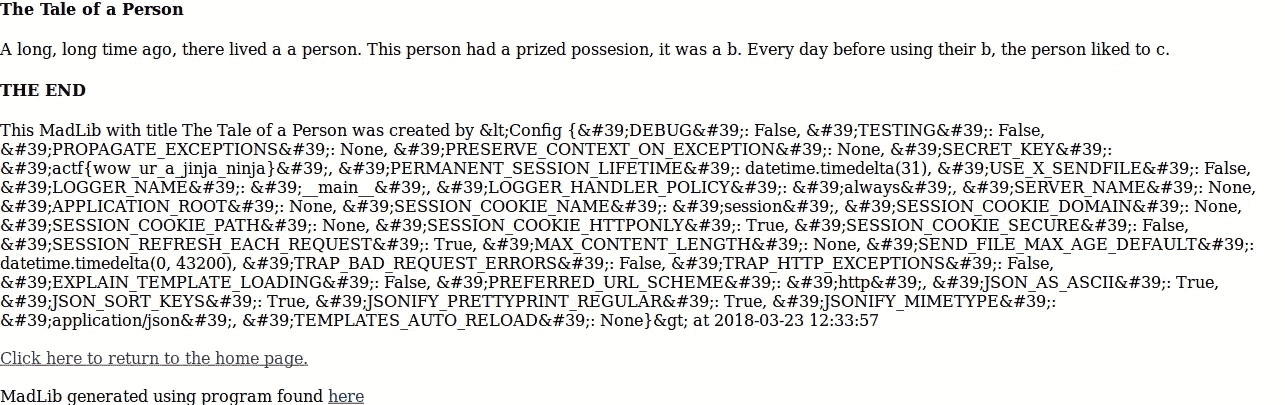 The Tale of a Person
A long, long time ago, there lived a a person. This person had a prized possesion, it was a b. Every day before using their b, the person liked to c.
THE END
This MadLib with title The Tale of a Person was created by &lt;Config {&#39;DEBUG&#39;: False, &#39;TESTING&#39;: False,
&#39;PROPAGATE_EXCEPTIONS&#39;: None, &#39;PRESERVE_CONTEXT_ON_EXCEPTION&#39;: None, &#39;SECRET_KEY&#39;:
&#39;actf{wow_ur_a_jinja_ninja}&#39;, &#39;PERMANENT_SESSION_LIFETIME&#39;: datetime.timedelta(31), &#39;USE_X_SENDFILE&#39;: False,
&#39;LOGGER_NAME&#39;: &#39;__main__&#39;, &#39;LOGGER_HANDLER_POLICY&#39;: &#39;always&#39;, &#39;SERVER_NAME&#39;: None,
&#39;APPLICATION_ROOT&#39;: None, &#39;SESSION_COOKIE_NAME&#39;: &#39;session&#39;, &#39;SESSION_COOKIE_DOMAIN&#39;: None,
&#39;SESSION_COOKIE_PATH&#39;: None, &#39;SESSION_COOKIE_HTTPONLY&#39;: True, &#39;SESSION_COOKIE_SECURE&#39;: False,
&#39;SESSION_REFRESH_EACH_REQUEST&#39;: True, &#39;MAX_CONTENT_LENGTH&#39;: None, &#39;SEND_FILE_MAX_AGE_DEFAULT&#39;:
datetime.timedelta(0, 43200), &#39;TRAP_BAD_REQUEST_ERRORS&#39;: False, &#39;TRAP_HTTP_EXCEPTIONS&#39;: False,
&#39;EXPLAIN_TEMPLATE_LOADING&#39;: False, &#39;PREFERRED_URL_SCHEME&#39;: &#39;http&#39;, &#39;JSON_AS_ASCII&#39;: True,
&#39;JSON_SORT_KEYS&#39;: True, &#39;JSONIFY_PRETTYPRINT_REGULAR&#39;: True, &#39;JSONIFY_MIMETYPE&#39;:
&#39;application/json&#39;, &#39;TEMPLATES_AUTO_RELOAD&#39;: None}&gt; at 2018-03-23 12:33:57
Click here to return to the home page.
MadLib generated using program found here